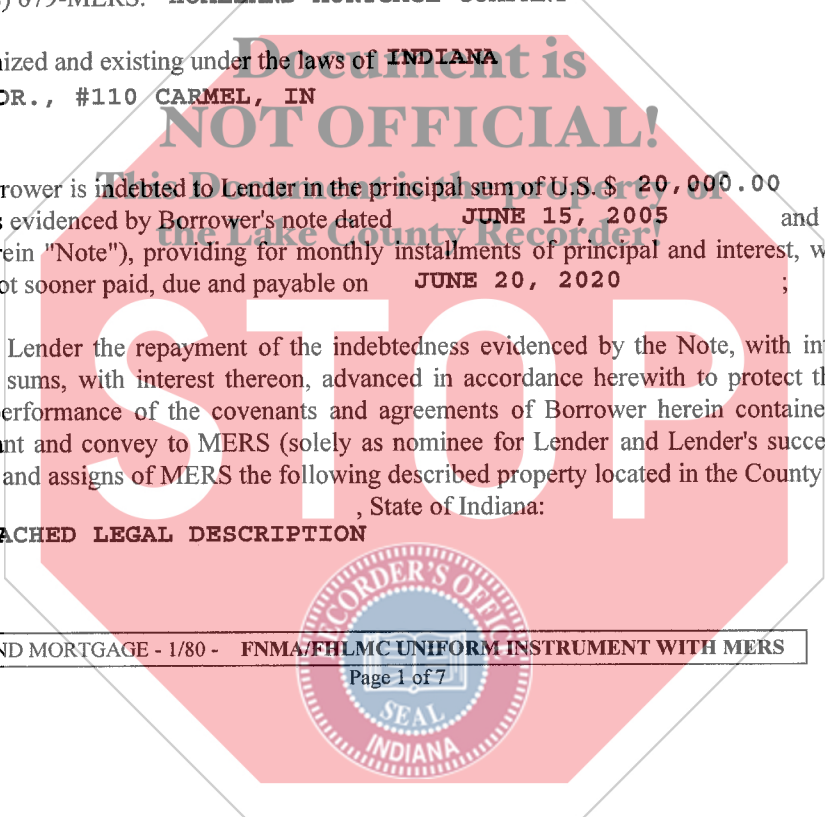 ) 679-MERS.
Document is
nized and existing under the laws of INDIANA
DR., #110 CARMEL, IN
NOT OFFICIAL!
This Document is the property of
rower is indebted to Lender in the principal sum of U.S. $ 20,000.00
s evidenced by Borrower's note dated JUNE 15, 2005 and
the Lake County Recorder!
rein "Note"), providing for monthly installments of principal and interest, w
ot sooner paid, due and payable on JUNE 20, 2020 ;
STOP
Lender the repayment of the indebtedness evidenced by the Note, with in
sums, with interest thereon, advanced in accordance herewith to protect th
erformance of the covenants and agreements of Borrower herein containe
nt and convey to MERS (solely as nominee for Lender and Lender's succe
and assigns of MERS the following described property located in the County
, State of Indiana:
ACHED LEGAL DESCRIPTION
RECORDER'S OFFICE
ND MORTGAGE - 1/80 - FNMA/FHLMC UNIFORM INSTRUMENT WITH MERS
Page 1 of 7
SEAL
INDIANA